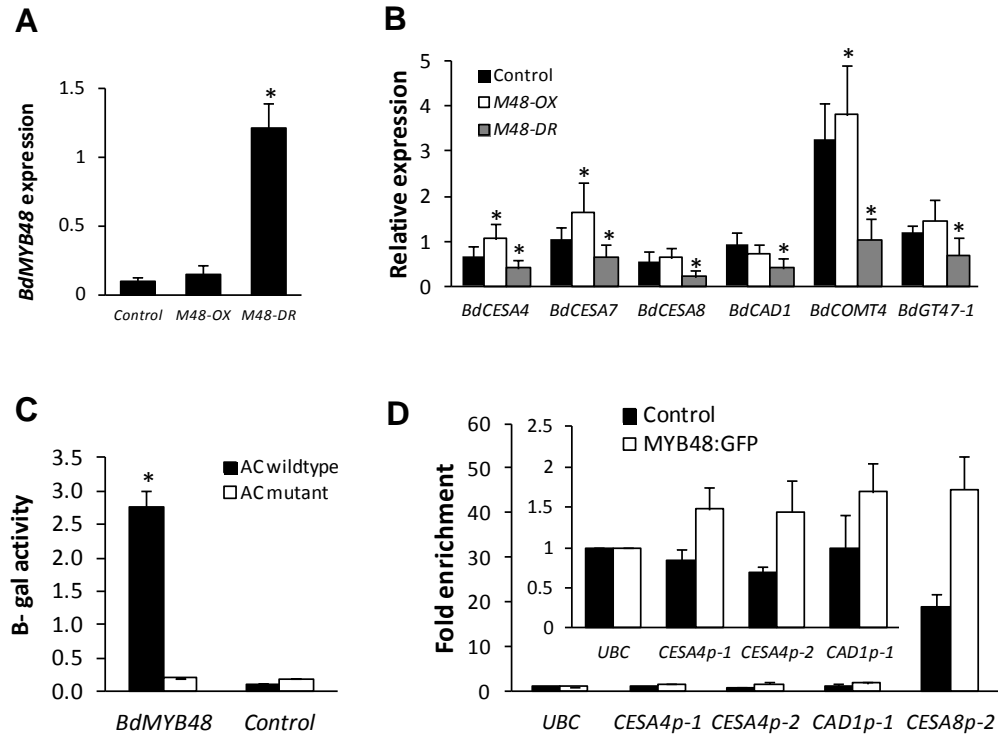 A
BdMYB48 expression
1.5
1
0.5
0
Control M48-OX M48-DR
*
B
Relative expression
5
4
3
2
1
0
Control
M48-OX
M48-DR
* * * * * * * *
BdCESA4 BdCESA7 BdCESA8 BdCAD1 BdCOMT4 BdGT47-1
C
B- gal activity
3.5
3.0
2.5
2.0
1.5
1.0
0.5
0.0
*
AC wildtype
AC mutant
BdMYB48 Control
D
Fold enrichment
60
50
40
30
20
10
0
Control
MYB48:GFP
2.5
2
1.5
1
0.5
0
UBC CESA4p-1 CESA4p-2 CAD1p-1
UBC CESA4p-1 CESA4p-2 CAD1p-1 CESA8p-2